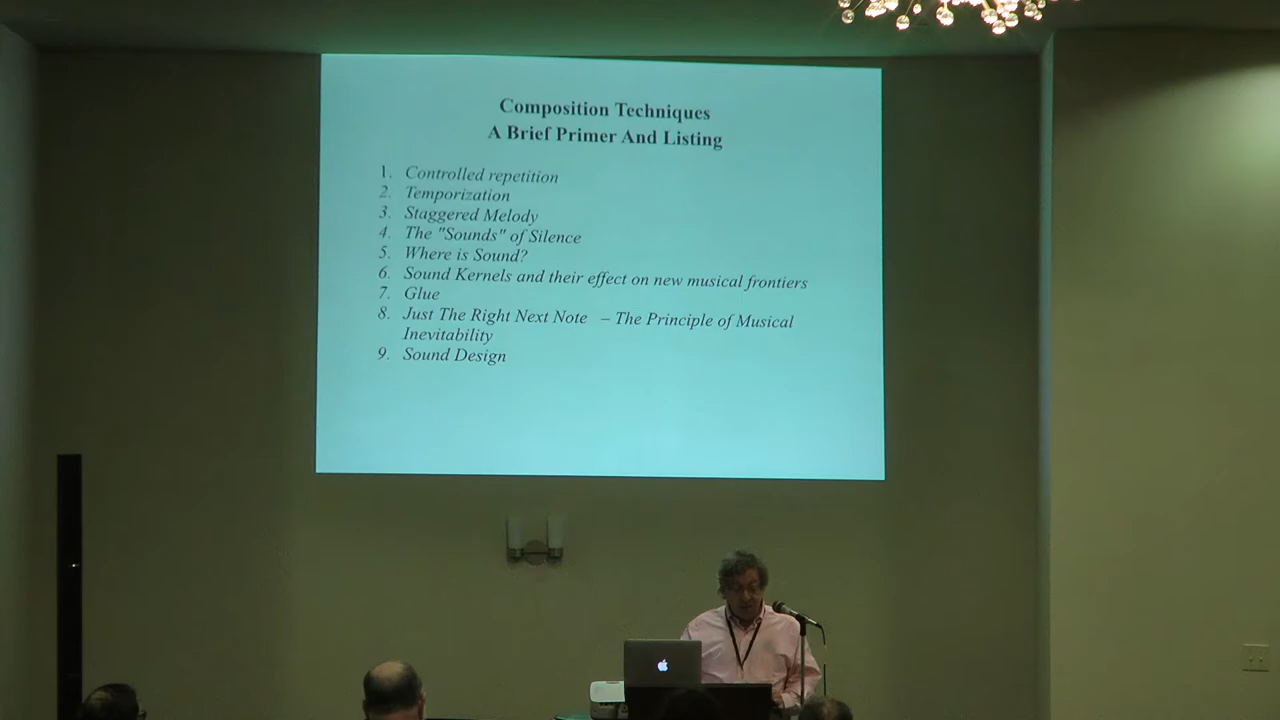 Composition Techniques
A Brief Primer And Listing
1. Controlled repetition
2. Temporization
3. Staggered Melody
4. The "Sounds" of Silence
5. Where is Sound?
6. Sound Kernels and their effect on new musical frontiers
7. Glue
8. Just The Right Next Note – The Principle of Musical
Inevitability
9. Sound Design